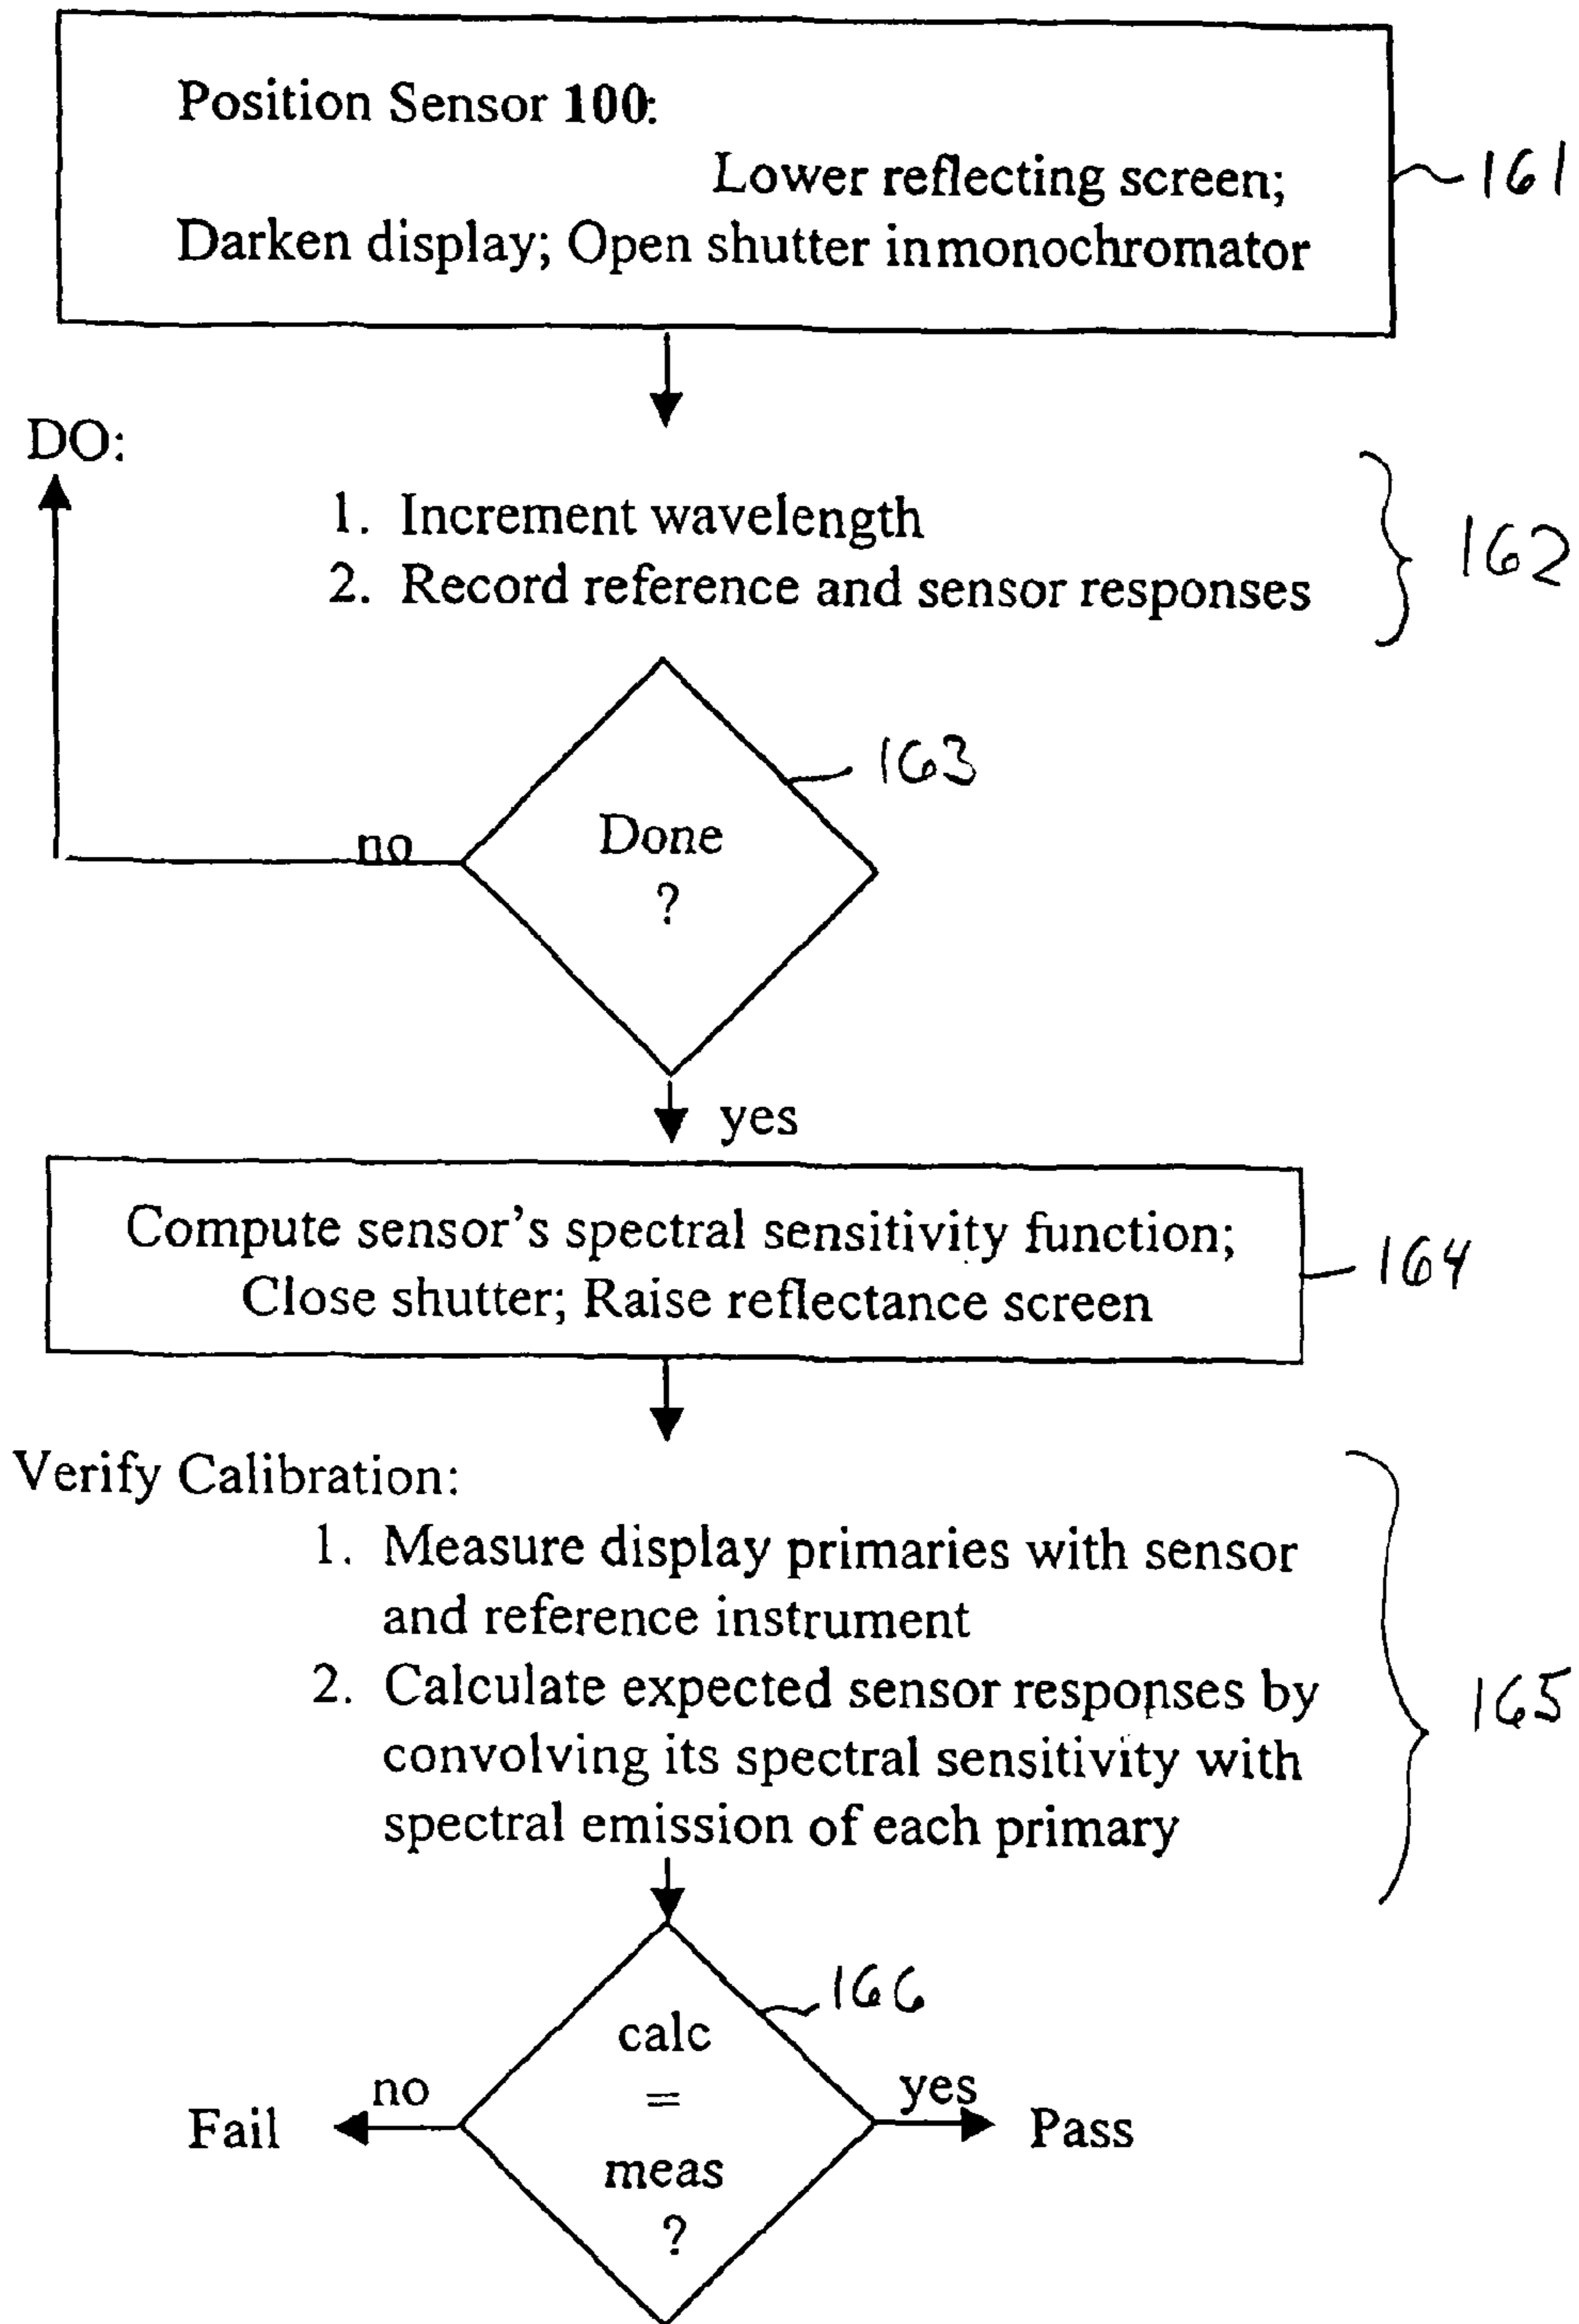 Position Sensor 100:
Lower reflecting screen;
Darken display; Open shutter inmonochromator
161
DO:
1. Increment wavelength
2. Record reference and sensor responses
162
163
no
Done
?
yes
Compute sensor's spectral sensitivity function;
Close shutter; Raise reflectance screen
164
Verify Calibration:
1. Measure display primaries with sensor
and reference instrument
2. Calculate expected sensor responses by
convolving its spectral sensitivity with
spectral emission of each primary
165
166
calc
=
meas
?
no
Fail
yes
Pass